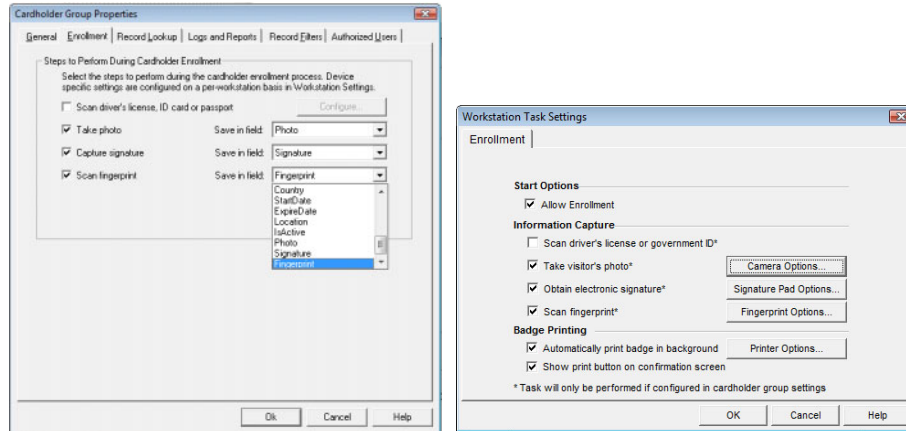 Cardholder Group Properties
General Enrollment Record Lookup Logs and Reports Record Filters Authorized Users
Steps to Perform During Cardholder Enrollment
Select the steps to perform during the cardholder enrollment process. Device
specific settings are configured on a per-workstation basis in Workstation Settings.
Scan driver's license, ID card or passport Configure...
Take photo Save in field: Photo
Capture signature Save in field: Signature
Scan fingerprint Save in field: Fingerprint
Country
StartDate
ExpireDate
Location
IsActive
Photo
Signature
Fingerprint
Ok Cancel Help
Workstation Task Settings
Enrollment
Start Options
Allow Enrollment
Information Capture
Scan driver's license or government ID*
Take visitor's photo* Camera Options...
Obtain electronic signature* Signature Pad Options...
Scan fingerprint* Fingerprint Options...
Badge Printing
Automatically print badge in background Printer Options...
Show print button on confirmation screen
* Task will only be performed if configured in cardholder group settings
OK Cancel Help